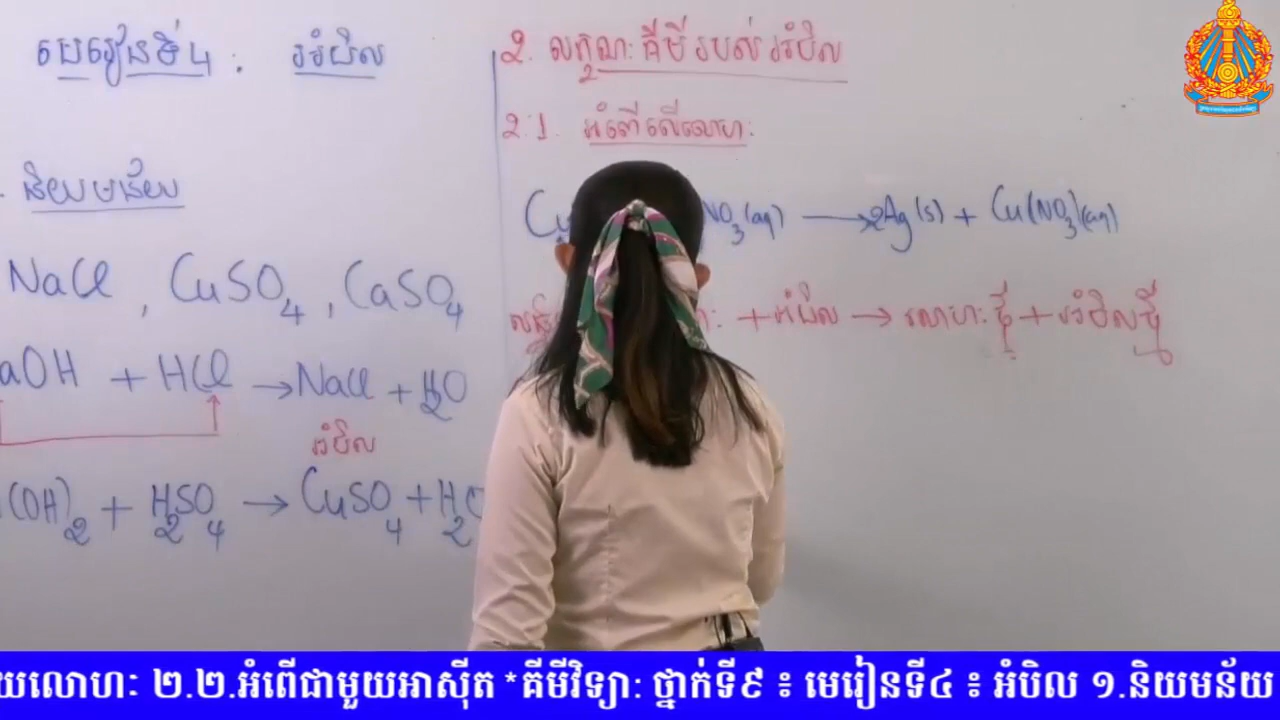 មេរៀនទី4 : អំបិល
និយមន័យ
NaCl , CuSO₄ , CaSO₄
aOH + HCl → NaCl + H₂O
អំបិល
(OH)₂ + H₂SO₄ → CuSO₄ + H₂O
2. លក្ខណៈគីមីរបស់អំបិល
2.1. អំពើលើលោហៈ
Cu NO₃(aq) → 2Ag(s) + Cu(NO₃)(aq)
+ អំបិល → លោហៈថ្មី + អំបិលថ្មី
យលោហៈ ២.២.អំពើជាមួយអាស៊ីត *គីមីវិទ្យា: ថ្នាក់ទី៩ ៖ មេរៀនទី៤ ៖ អំបិល ១.និយមន័យ